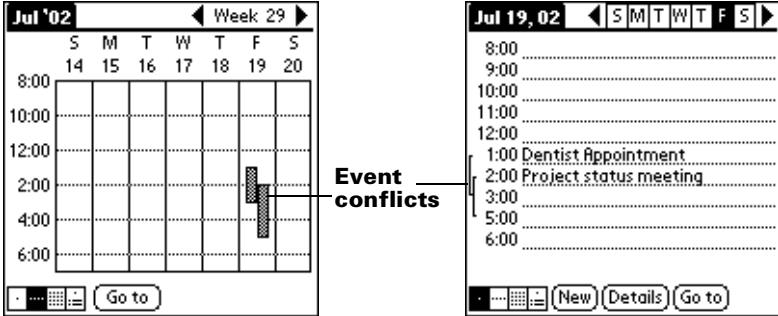 Jul '02 Week 29
S M T W T F S
14 15 16 17 18 19 20
8:00
10:00
12:00
2:00
4:00
6:00
Go to
Event
conflicts
Jul 19, 02 S M T W T F S
8:00
9:00
10:00
11:00
12:00
1:00 Dentist Appointment
2:00 Project status meeting
3:00
5:00
6:00
New Details Go to